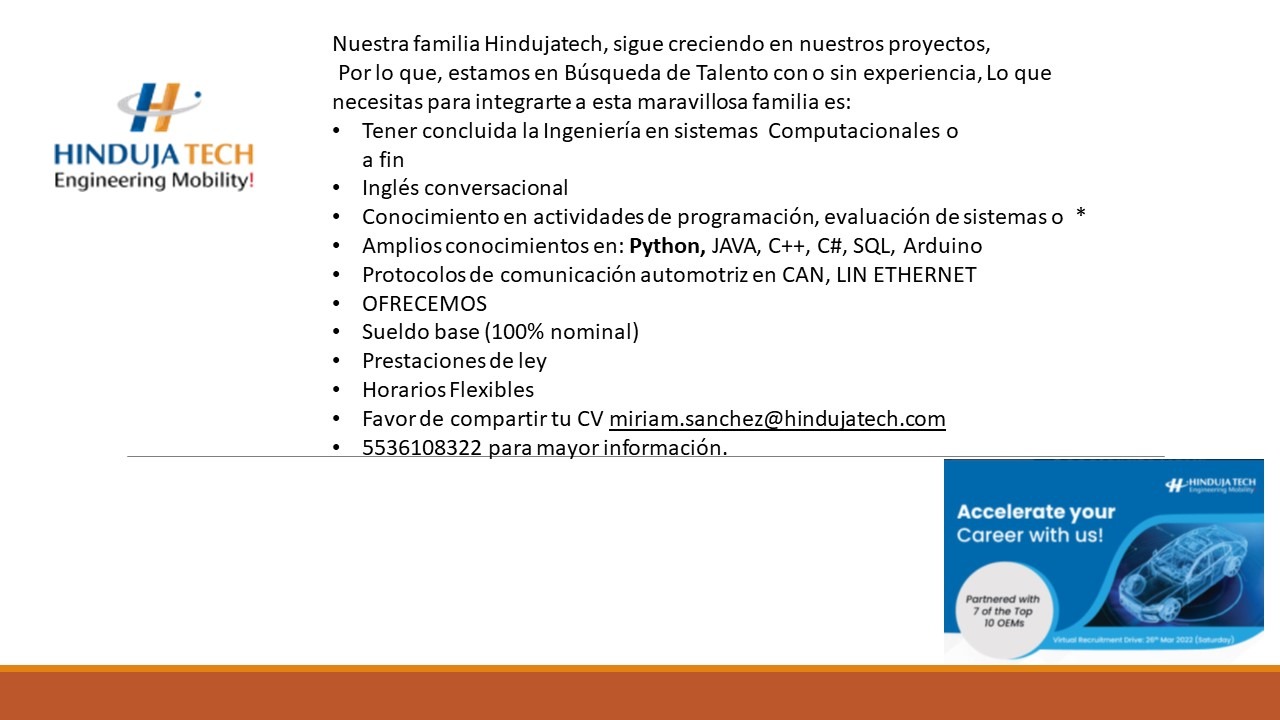 Nuestra familia Hindujatech, sigue creciendo en nuestros proyectos,
Por lo que, estamos en Búsqueda de Talento con o sin experiencia, Lo que
necesitas para integrarte a esta maravillosa familia es:
• Tener concluida la Ingeniería en sistemas Computacionales o
a fin
• Inglés conversacional
• Conocimiento en actividades de programación, evaluación de sistemas o *
• Amplios conocimientos en: Python, JAVA, C++, C#, SQL, Arduino
• Protocolos de comunicación automotriz en CAN, LIN ETHERNET
• OFRECEMOS
• Sueldo base (100% nominal)
• Prestaciones de ley
• Horarios Flexibles
• Favor de compartir tu CV miriam.sanchez@hindujatech.com
• 5536108322 para mayor información.
HINDUJA TECH
Engineering Mobility!
HINDUJA TECH
Engineering Mobility
Accelerate your
Career with us!
Partnered with
7 of the Top
10 OEMs
Virtual Recruitment Drive: 26th Mar 2022 (Saturday)